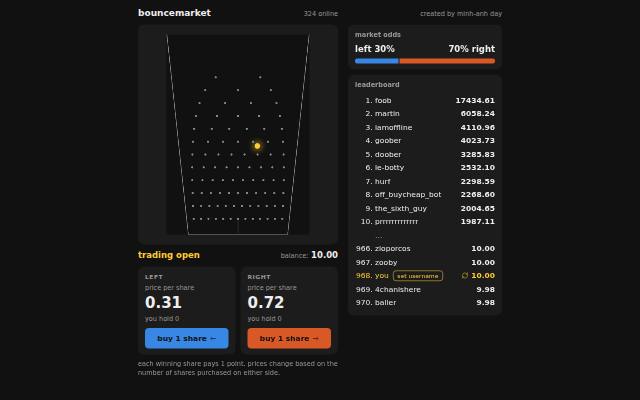 bouncemarket
324 online
created by minh-anh day
market odds
left 30%
70% right
leaderboard
1. foob 17434.61
2. martin 6058.24
3. iamoffline 4110.96
4. goober 4023.73
5. doober 3285.83
6. le-botty 2532.10
7. hurf 2298.59
8. off_buycheap_bot 2268.60
9. the_sixth_guy 2004.65
10. prrrrrrrrrrrrr 1987.11
...
966. zloporcos 10.00
967. zooby 10.00
968. you set username 10.00
969. 4chanishere 9.98
970. baller 9.98
trading open
balance: 10.00
LEFT
price per share
0.31
you hold 0
buy 1 share ←
RIGHT
price per share
0.72
you hold 0
buy 1 share →
each winning share pays 1 point. prices change based on the
number of shares purchased on either side.